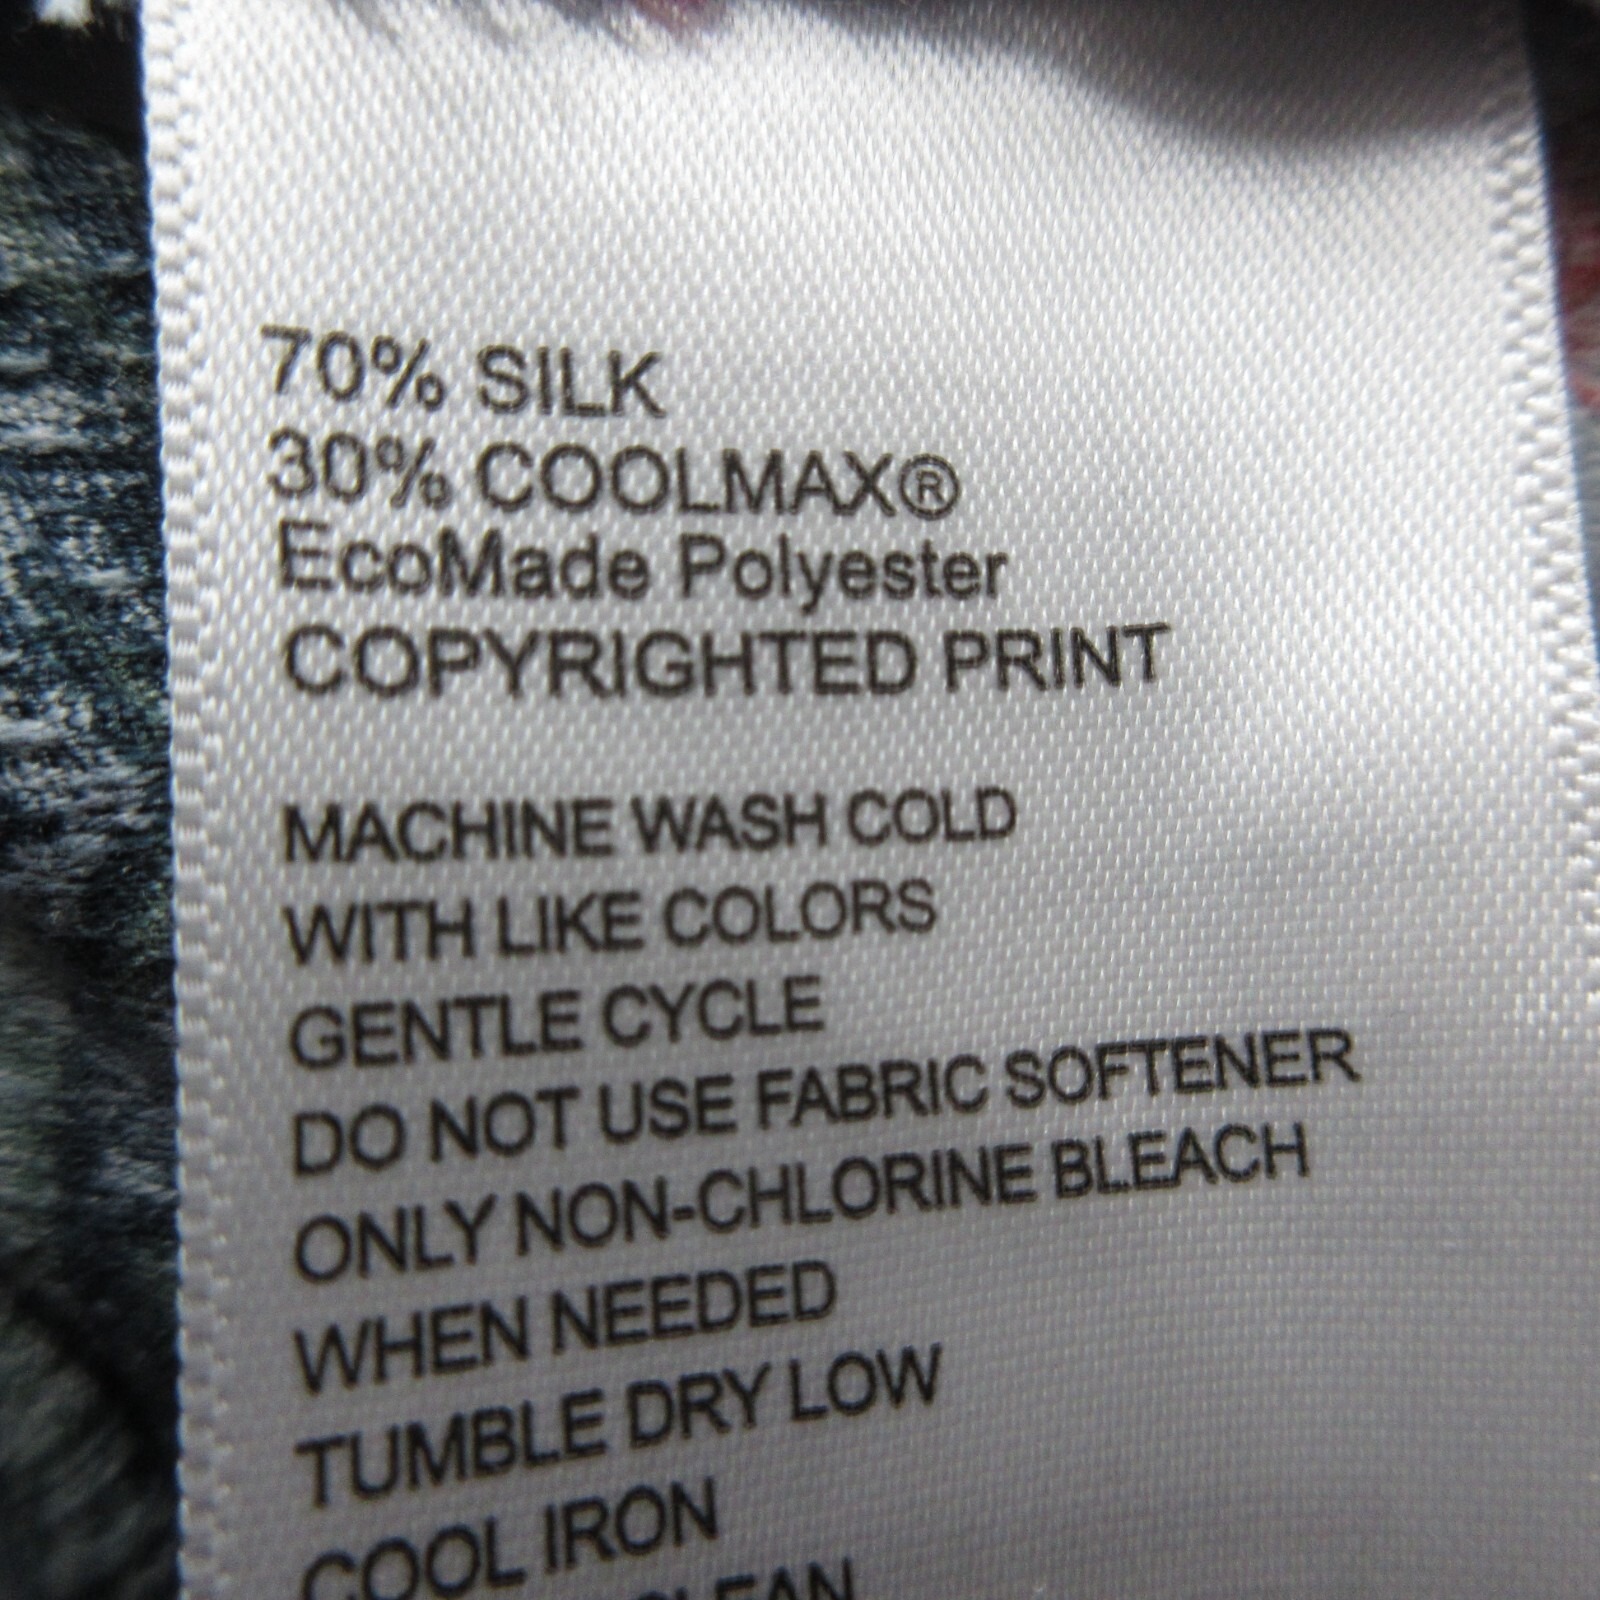 70% SILK
30% COOLMAX®
EcoMade Polyester
COPYRIGHTED PRINT
MACHINE WASH COLD
WITH LIKE COLORS
GENTLE CYCLE
DO NOT USE FABRIC SOFTENER
ONLY NON-CHLORINE BLEACH
WHEN NEEDED
TUMBLE DRY LOW
COOL IRON
CLEAN